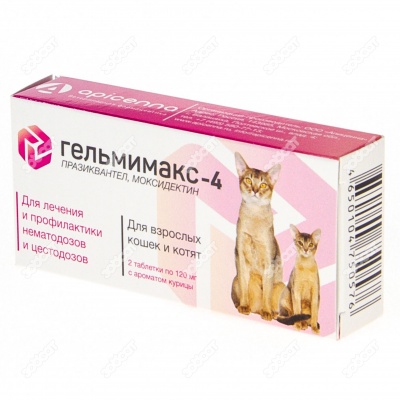 apicenna
гельмимакс-4
ПРАЗИКВАНТЕЛ, МОКСИДЕКТИН
Для лечения
и профилактики
нематодозов
и цестодозов
Для взрослых
кошек и котят
2 таблетки по 120 мг
с ароматом курицы
4650104750576